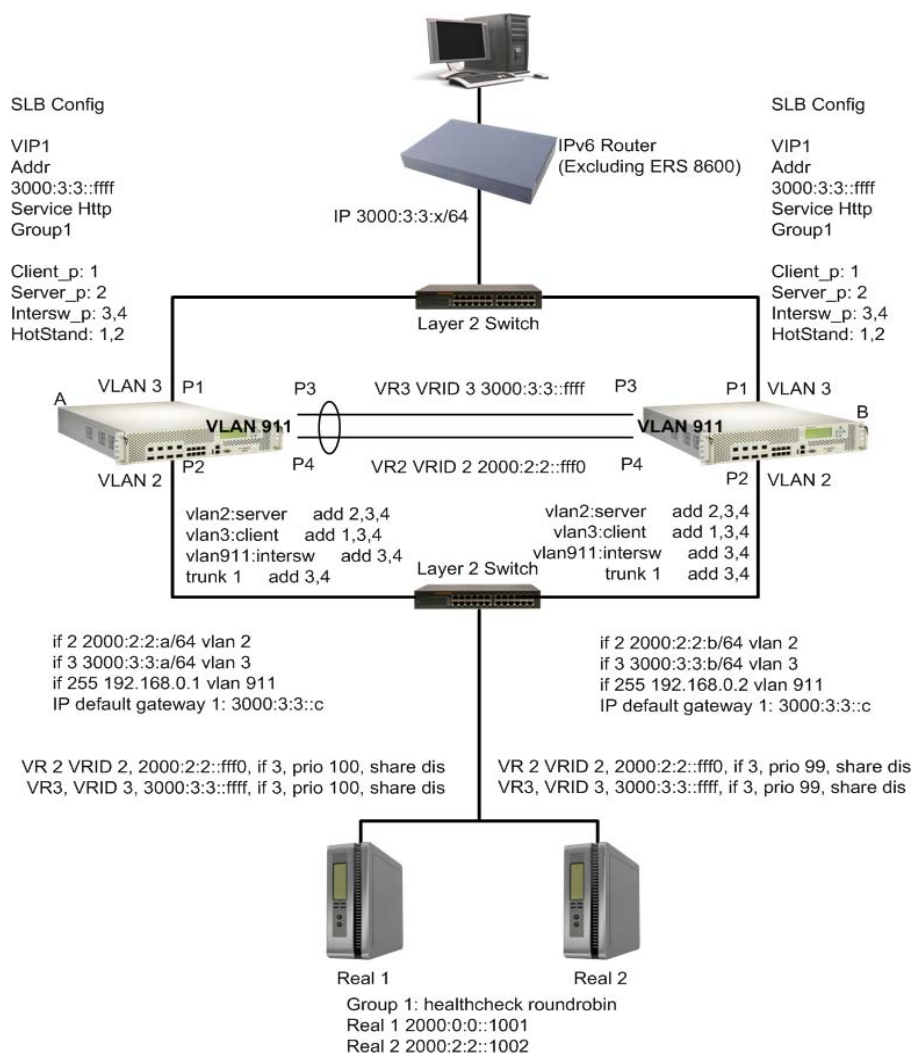 SLB Config
VIP1
Addr
3000:3:3::ffff
Service Http
Group1
Client_p: 1
Server_p: 2
Intersw_p: 3,4
HotStand: 1,2
IPv6 Router
(Excluding ERS 8600)
IP 3000:3:3:x/64
SLB Config
VIP1
Addr
3000:3:3::ffff
Service Http
Group1
Client_p: 1
Server_p: 2
Intersw_p: 3,4
HotStand: 1,2
Layer 2 Switch
A
VLAN 3
P1
P3
VR3 VRID 3 3000:3:3::ffff
P3
P1
VLAN 3
B
VLAN 911
VLAN 911
P2
VLAN 2
P4
VR2 VRID 2 2000:2:2::fff0
P4
P2
VLAN 2
vlan2:server add 2,3,4
vlan3:client add 1,3,4
vlan911:intersw add 3,4
trunk 1 add 3,4
vlan2:server add 2,3,4
vlan3:client add 1,3,4
vlan911:intersw add 3,4
trunk 1 add 3,4
Layer 2 Switch
if 2 2000:2:2:a/64 vlan 2
if 3 3000:3:3:a/64 vlan 3
if 255 192.168.0.1 vlan 911
IP default gateway 1: 3000:3:3::c
if 2 2000:2:2:b/64 vlan 2
if 3 3000:3:3:b/64 vlan 3
if 255 192.168.0.2 vlan 911
IP default gateway 1: 3000:3:3::c
VR 2 VRID 2, 2000:2:2::fff0, if 3, prio 100, share dis
VR3, VRID 3, 3000:3:3::ffff, if 3, prio 100, share dis
VR 2 VRID 2, 2000:2:2::fff0, if 3, prio 99, share dis
VR3, VRID 3, 3000:3:3::ffff, if 3, prio 99, share dis
Real 1
Real 2
Group 1: healthcheck roundrobin
Real 1 2000:0:0::1001
Real 2 2000:2:2::1002